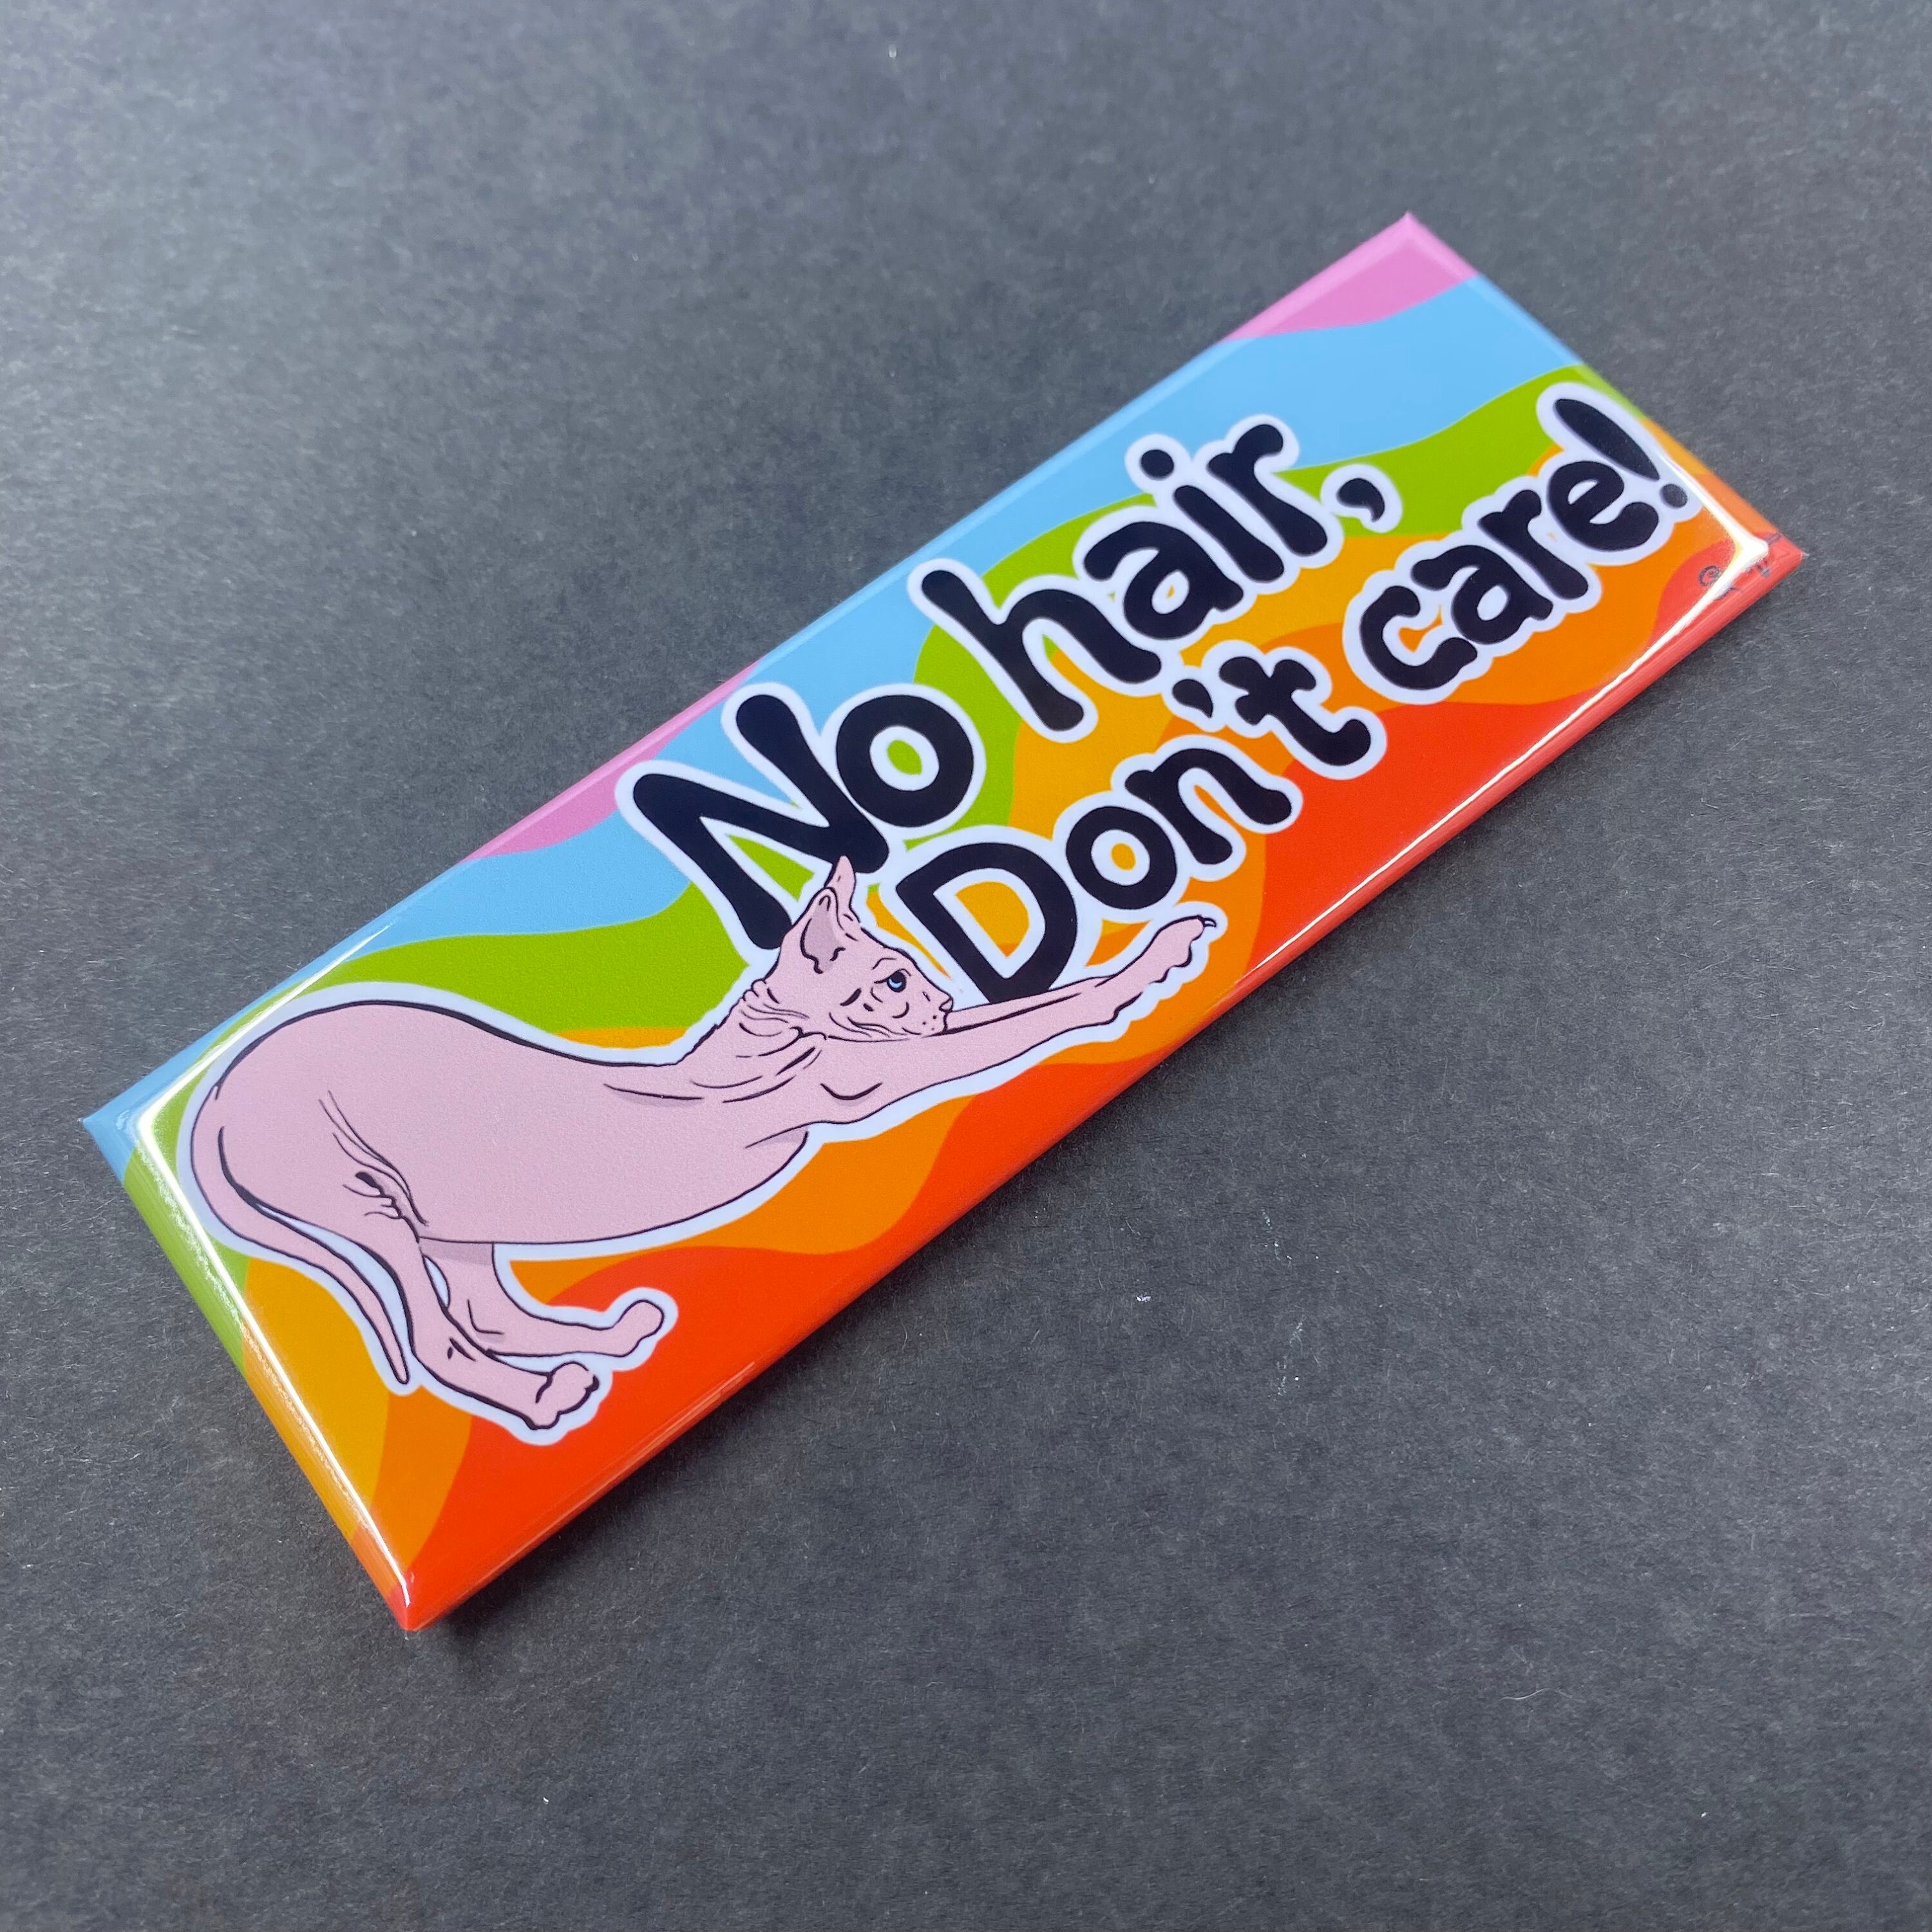 No hair,
Don't care!